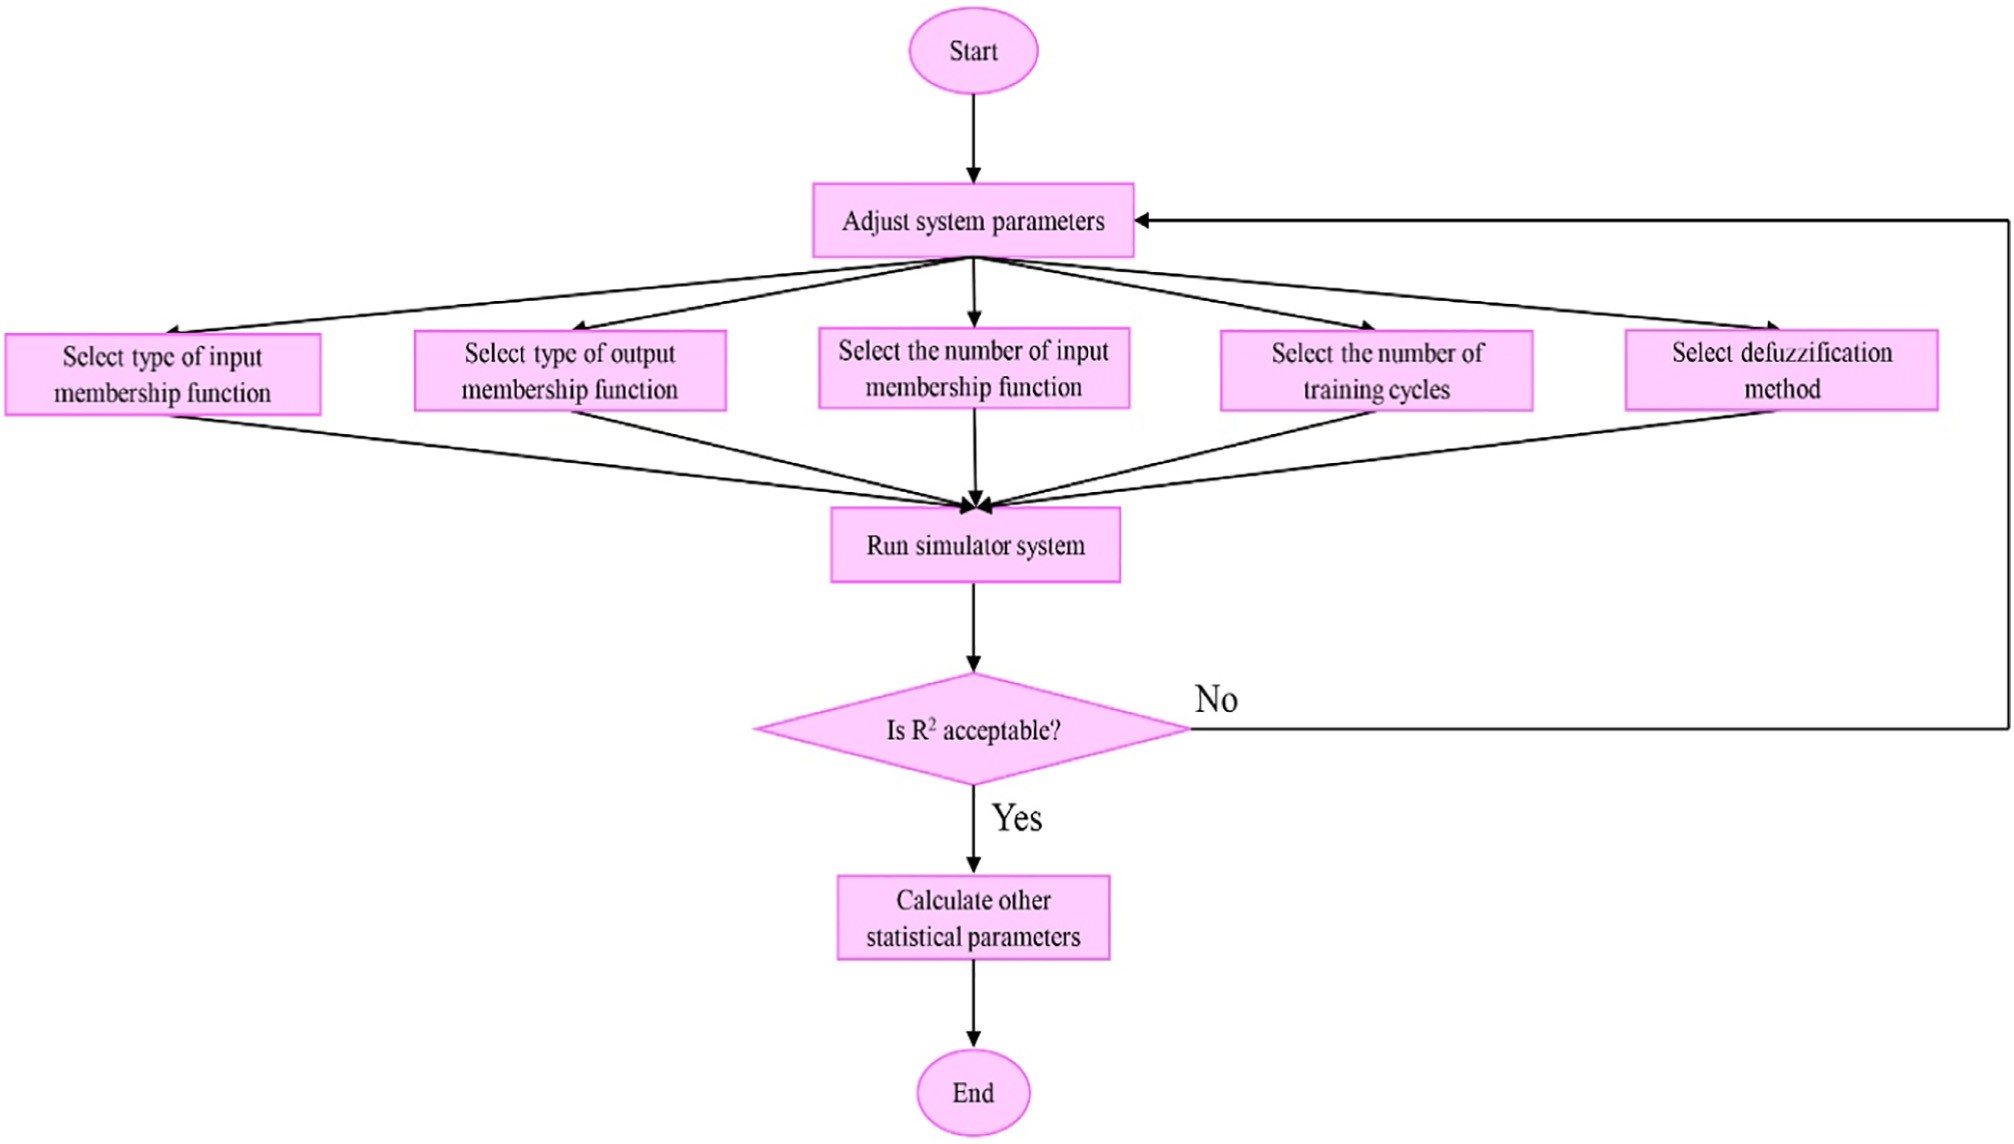 Start
Adjust system parameters
Select type of input
membership function
Select type of output
membership function
Select the number of input
membership function
Select the number of
training cycles
Select defuzzification
method
Run simulator system
Is R² acceptable?
No
Yes
Calculate other
statistical parameters
End